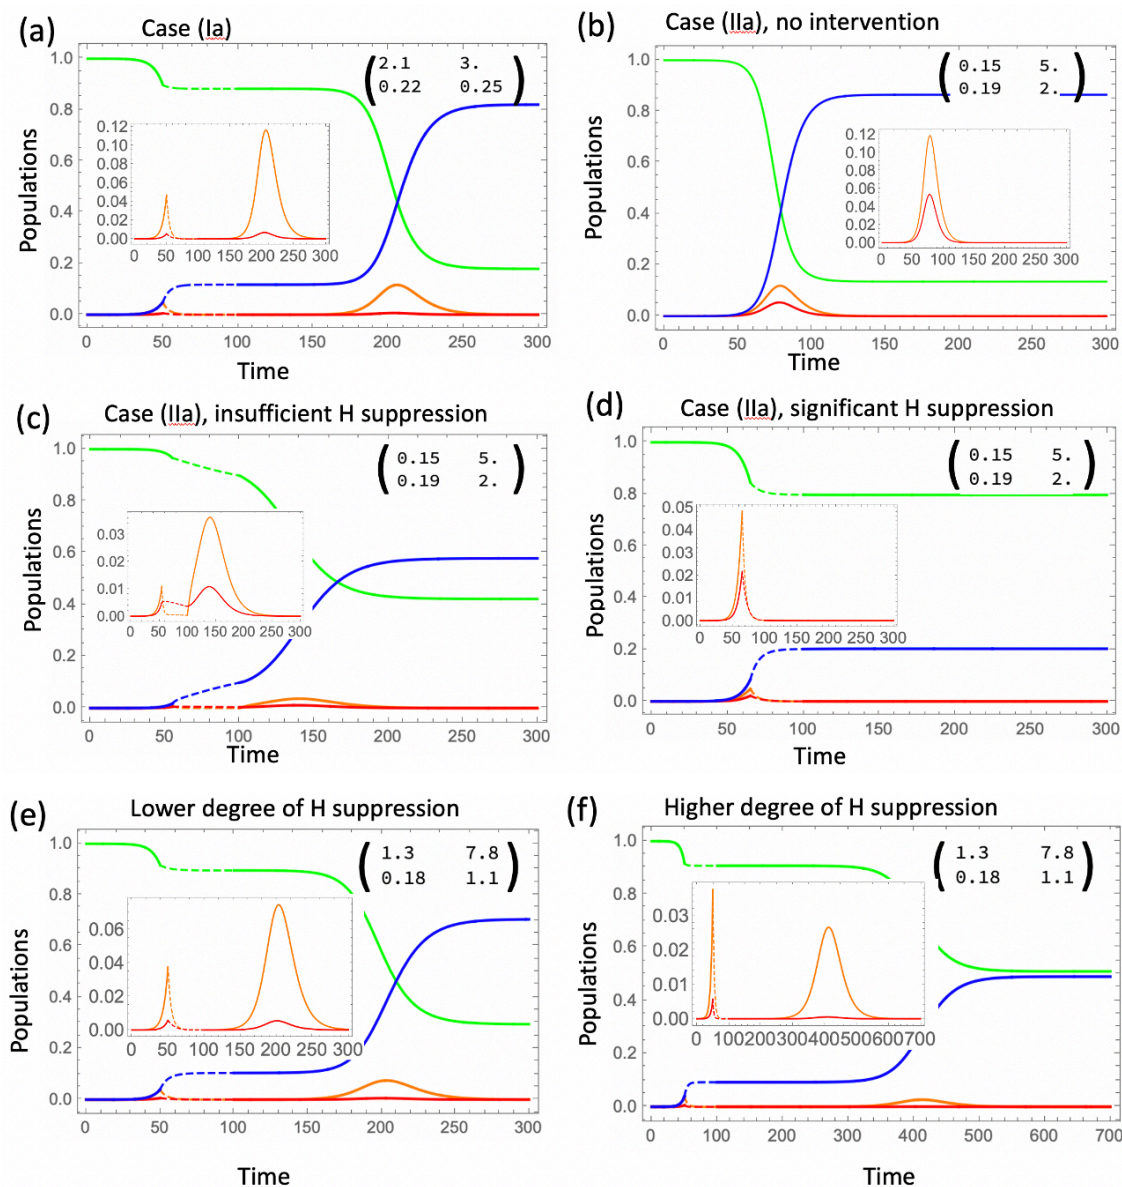 (a)
Case (Ia)
1.0
0.8
0.6
0.4
0.2
0.0
Populations
2.1 3.
0.22 0.25
0.12
0.10
0.08
0.06
0.04
0.02
0.00
0 50 100 150 200 250 300
0 50 100 150 200 250 300
Time
(b)
Case (IIa), no intervention
1.0
0.8
0.6
0.4
0.2
0.0
Populations
0.15 5.
0.19 2.
0.12
0.10
0.08
0.06
0.04
0.02
0.00
0 50 100 150 200 250 300
0 50 100 150 200 250 300
Time
(c)
Case (IIa), insufficient H suppression
1.0
0.8
0.6
0.4
0.2
0.0
Populations
0.15 5.
0.19 2.
0.03
0.02
0.01
0.00
0 50 100 150 200 250 300
0 50 100 150 200 250 300
Time
(d)
Case (IIa), significant H suppression
1.0
0.8
0.6
0.4
0.2
0.0
Populations
0.15 5.
0.19 2.
0.05
0.04
0.03
0.02
0.01
0.00
0 50 100 150 200 250 300
0 50 100 150 200 250 300
Time
(e)
Lower degree of H suppression
1.0
0.8
0.6
0.4
0.2
0.0
Populations
1.3 7.8
0.18 1.1
0.06
0.04
0.02
0.00
0 50 100 150 200 250 300
0 50 100 150 200 250 300
Time
(f)
Higher degree of H suppression
1.0
0.8
0.6
0.4
0.2
0.0
Populations
1.3 7.8
0.18 1.1
0.03
0.02
0.01
0.00
0 100 200 300 400 500 600 700
0 100 200 300 400 500 600 700
Time